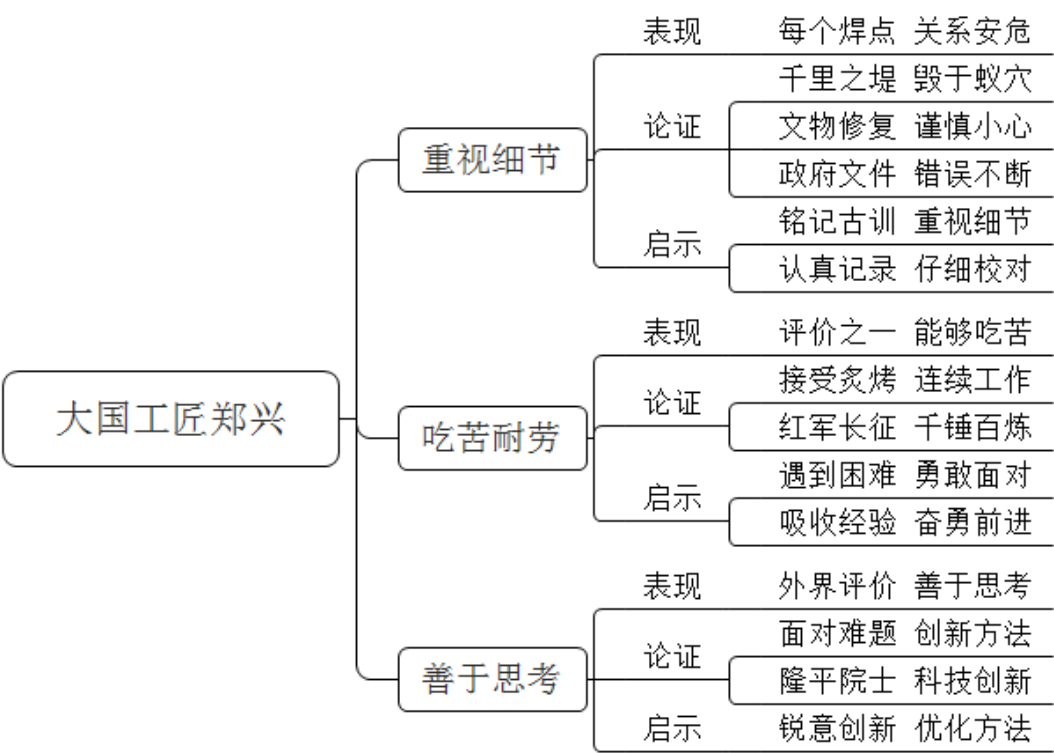 大国工匠郑兴
重视细节
表现
每个焊点 关系安危
论证
千里之堤 毁于蚁穴
文物修复 谨慎小心
政府文件 错误不断
启示
铭记古训 重视细节
认真记录 仔细校对
吃苦耐劳
表现
评价之一 能够吃苦
论证
接受炙烤 连续工作
红军长征 千锤百炼
启示
遇到困难 勇敢面对
吸收经验 奋勇前进
善于思考
表现
外界评价 善于思考
论证
面对难题 创新方法
隆平院士 科技创新
启示
锐意创新 优化方法